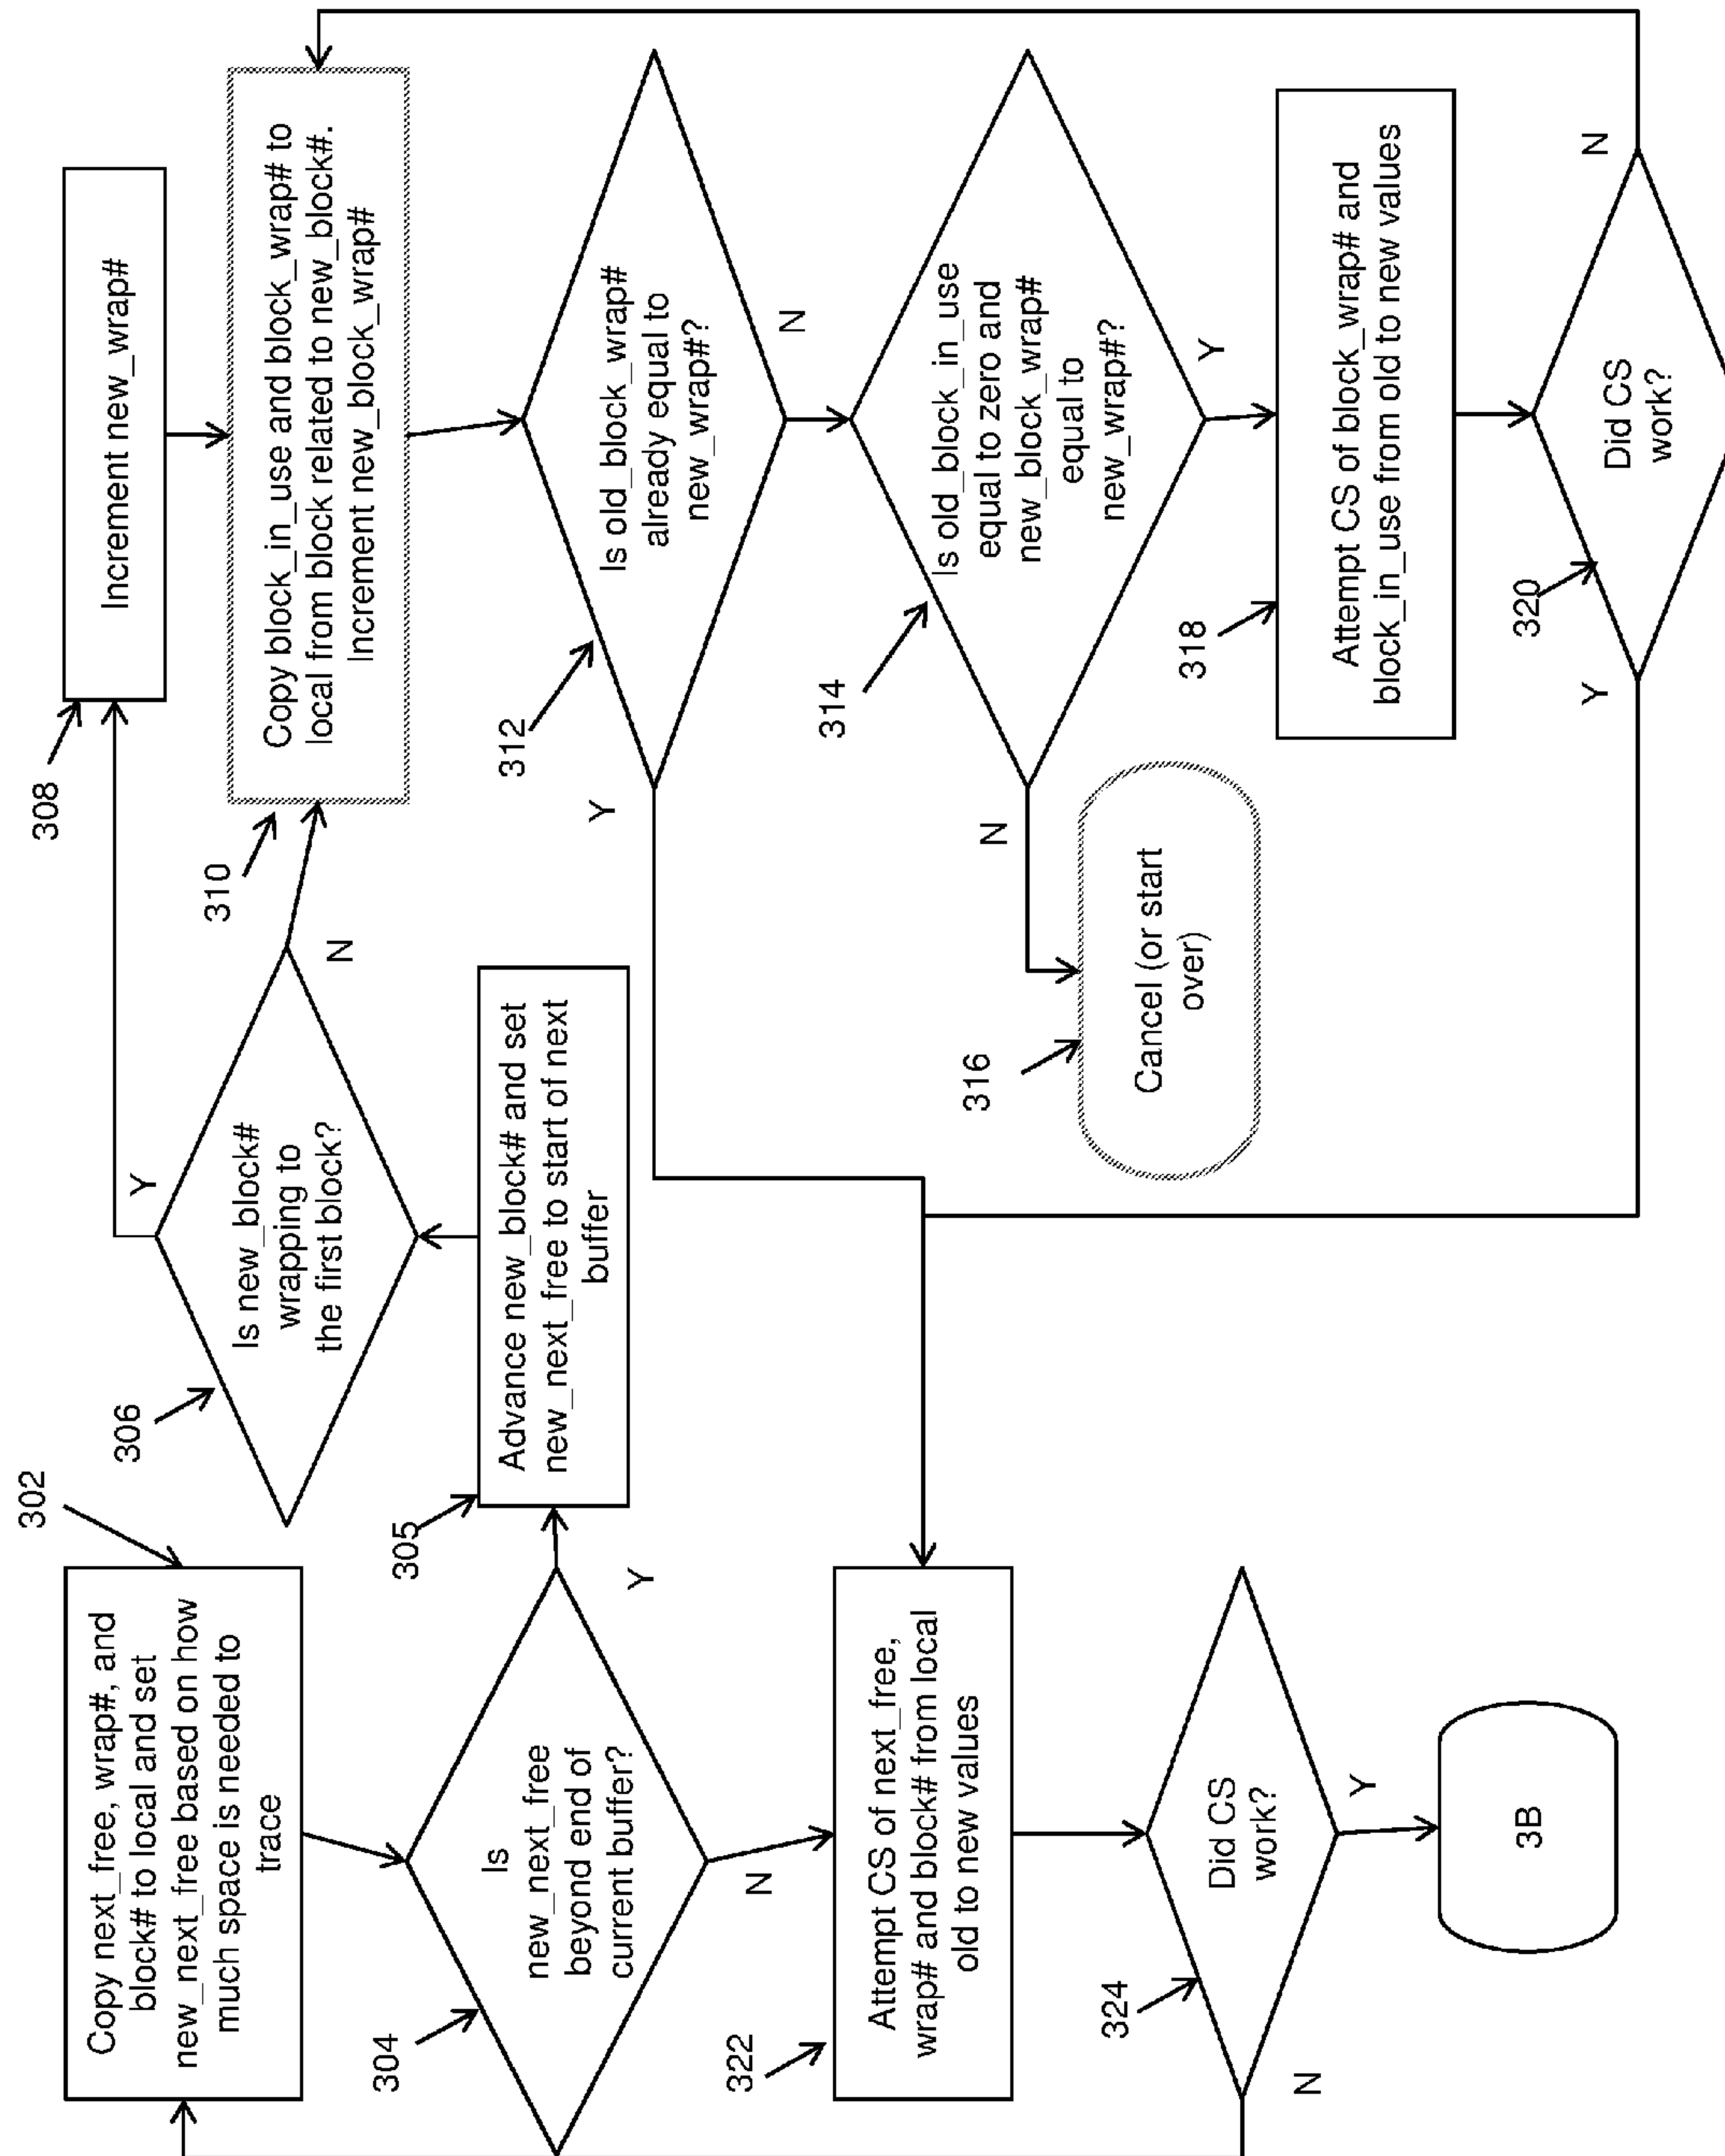 302
Copy next_free, wrap#, and
block# to local and set
new_next_free based on how
much space is needed to
trace
304
Is
new_next_free
beyond end of
current buffer?
Y
N
305
Advance new_block# and set
new_next_free to start of next
buffer
306
Is new_block#
wrapping to
the first block?
Y
N
308
Increment new_wrap#
310
Copy block_in_use and block_wrap# to
local from block related to new_block#.
Increment new_block_wrap#
312
Is old_block_wrap#
already equal to
new_wrap#?
Y
N
314
Is old_block_in_use
equal to zero and
new_block_wrap#
equal to
new_wrap#?
N
Y
316
Cancel (or start
over)
318
Attempt CS of block_wrap# and
block_in_use from old to new values
320
Did CS
work?
Y
N
322
Attempt CS of next_free,
wrap# and block# from local
old to new values
324
Did CS
work?
N
Y
3B